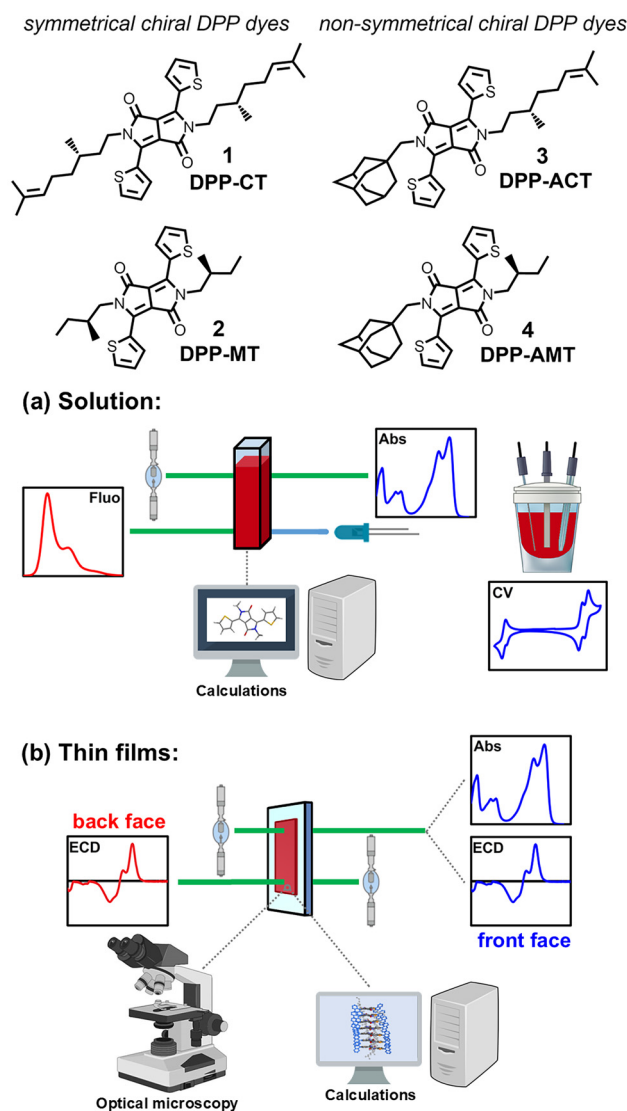 symmetrical chiral DPP dyes
non-symmetrical chiral DPP dyes
S
O
N
N
O
S
1
DPP-CT
S
O
N
N
O
S
3
DPP-ACT
S
O
N
N
O
S
2
DPP-MT
S
O
N
N
O
S
4
DPP-AMT
(a) Solution:
Abs
Fluo
CV
Calculations
(b) Thin films:
Abs
back face
ECD
ECD
front face
Calculations
Optical microscopy